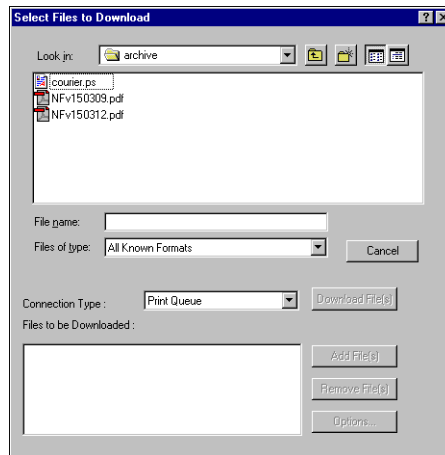 Select Files to Download
Look in: archive
courier.ps
NFv150309.pdf
NFv150312.pdf
File name:
Files of type: All Known Formats
Cancel
Connection Type : Print Queue
Download File(s)
Files to be Downloaded :
Add File(s)
Remove File(s)
Options...